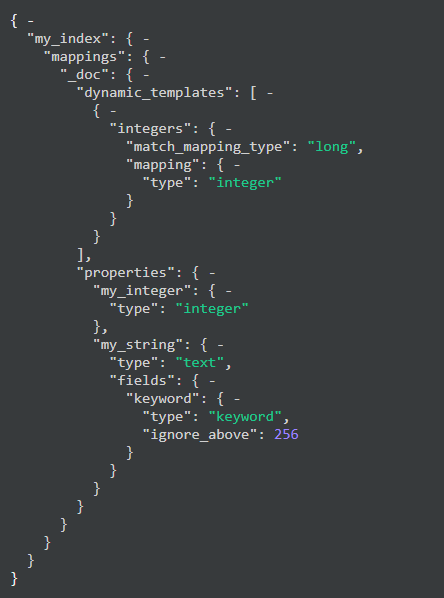 { -
  "my_index": { -
    "mappings": { -
      "_doc": { -
        "dynamic_templates": [ -
          { -
            "integers": { -
              "match_mapping_type": "long",
              "mapping": { -
                "type": "integer"
              }
            }
          }
        ],
        "properties": { -
          "my_integer": { -
            "type": "integer"
          },
          "my_string": { -
            "type": "text",
            "fields": { -
              "keyword": { -
                "type": "keyword",
                "ignore_above": 256
              }
            }
          }
        }
      }
    }
  }
}